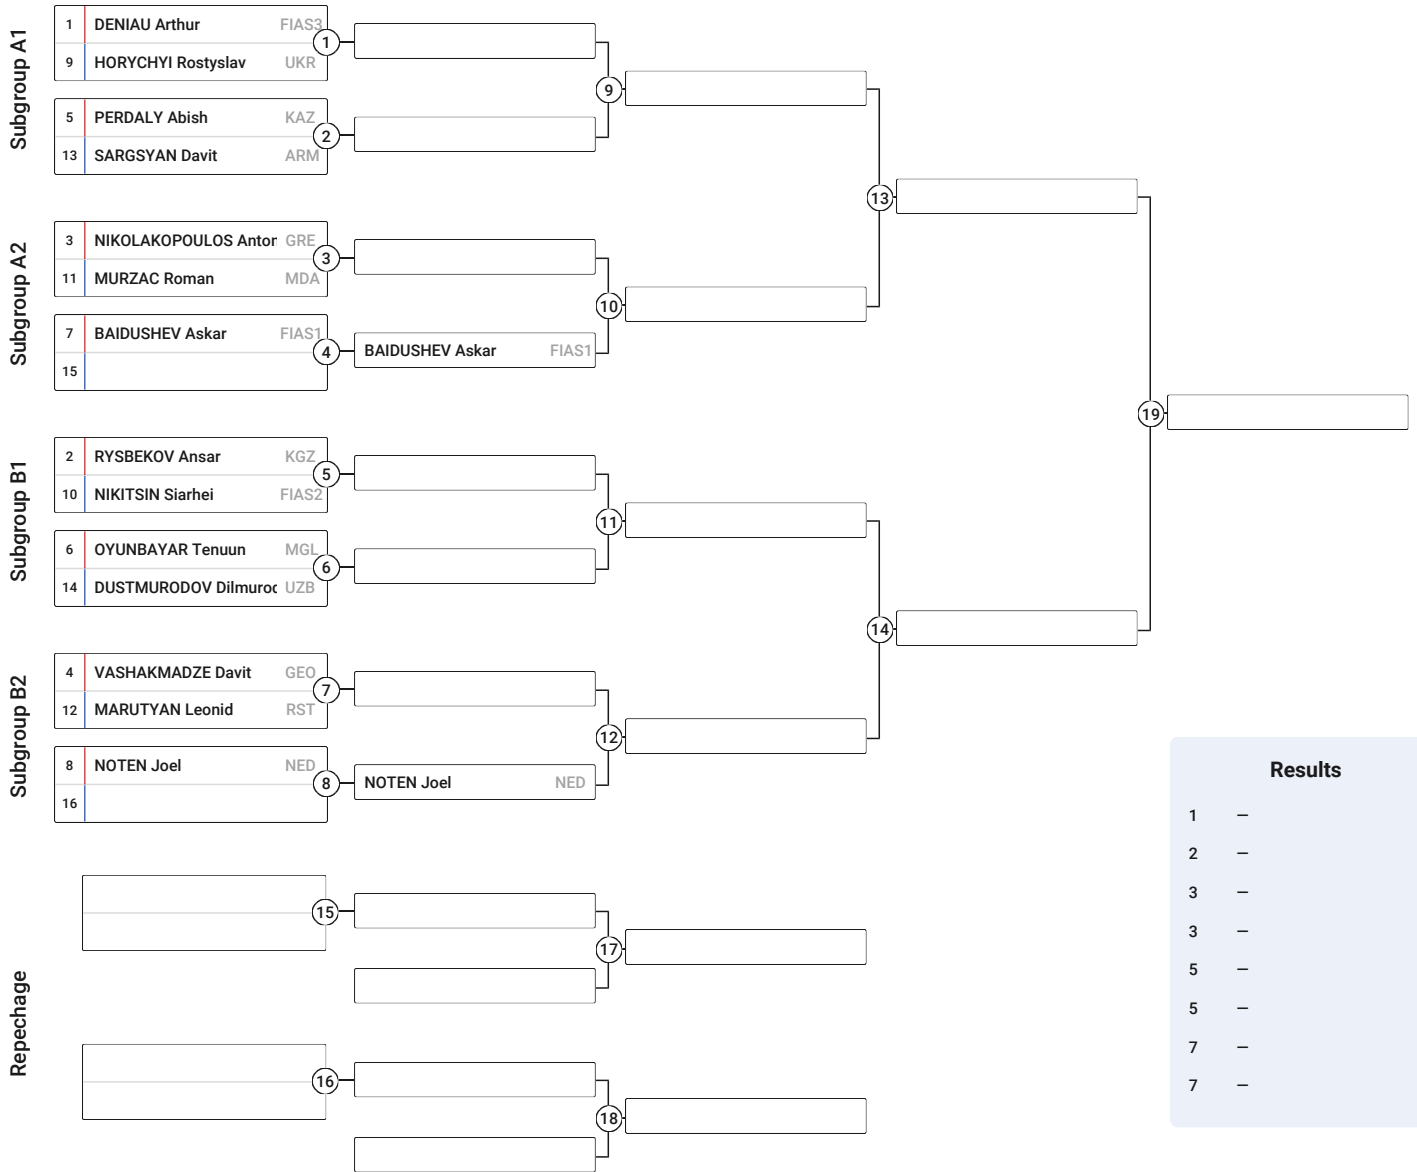 Subgroup A1
1 DENIAU Arthur FIAS3
9 HORYCHYI Rostyslav UKR
1
5 PERDALY Abish KAZ
13 SARGSYAN Davit ARM
2
9
Subgroup A2
3 NIKOLAKOPOULOS Anton GRE
11 MURZAC Roman MDA
3
7 BAIDUSHEV Askar FIAS1
15
4
BAIDUSHEV Askar FIAS1
10
13
Subgroup B1
2 RYSBEKOV Ansar KGZ
10 NIKITSIN Siarhei FIAS2
5
6 OYUNBAYAR Tenuun MGL
14 DUSTMURODOV Dilmurod UZB
6
11
Subgroup B2
4 VASHAKMADZE Davit GEO
12 MARUTYAN Leonid RST
7
8 NOTEN Joel NED
16
8
NOTEN Joel NED
12
14
19
Repechage
15
17
16
18
Results
1 –
2 –
3 –
3 –
5 –
5 –
7 –
7 –